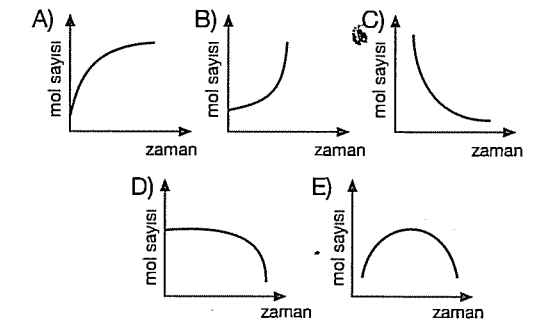 A)
mol sayısı
zaman
B)
mol sayısı
zaman
C)
mol sayısı
zaman
D)
mol sayısı
zaman
E)
mol sayısı
zaman